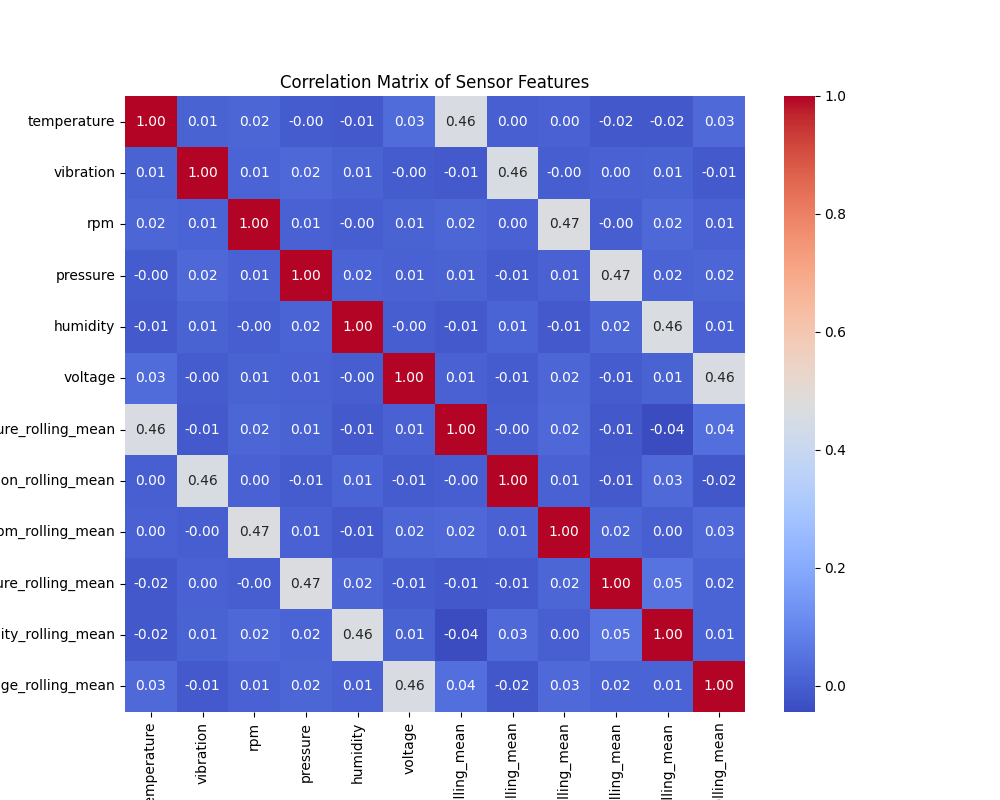 Correlation Matrix of Sensor Features
temperature 1.00 0.01 0.02 -0.00 -0.01 0.03 0.46 0.00 0.00 -0.02 -0.02 0.03
vibration 0.01 1.00 0.01 0.02 0.01 -0.00 -0.01 0.46 -0.00 0.00 0.01 -0.01
rpm 0.02 0.01 1.00 0.01 -0.00 0.01 0.02 0.00 0.47 -0.00 0.02 0.01
pressure -0.00 0.02 0.01 1.00 0.02 0.01 0.01 -0.01 0.01 0.47 0.02 0.02
humidity -0.01 0.01 -0.00 0.02 1.00 -0.00 -0.01 0.01 -0.01 0.02 0.46 0.01
voltage 0.03 -0.00 0.01 0.01 -0.00 1.00 0.01 -0.01 0.02 -0.01 0.01 0.46
ure_rolling_mean 0.46 -0.01 0.02 0.01 -0.01 0.01 1.00 -0.00 0.02 -0.01 -0.04 0.04
on_rolling_mean 0.00 0.46 0.00 -0.01 0.01 -0.01 -0.00 1.00 0.01 -0.01 0.03 -0.02
pm_rolling_mean 0.00 -0.00 0.47 0.01 -0.01 0.02 0.02 0.01 1.00 0.02 0.00 0.03
ure_rolling_mean -0.02 0.00 -0.00 0.47 0.02 -0.01 -0.01 -0.01 0.02 1.00 0.05 0.02
ity_rolling_mean -0.02 0.01 0.02 0.02 0.46 0.01 -0.04 0.03 0.00 0.05 1.00 0.01
ge_rolling_mean 0.03 -0.01 0.01 0.02 0.01 0.46 0.04 -0.02 0.03 0.02 0.01 1.00
emperature
vibration
rpm
pressure
humidity
voltage
lling_mean
lling_mean
lling_mean
lling_mean
lling_mean
lling_mean
1.0
0.8
0.6
0.4
0.2
0.0